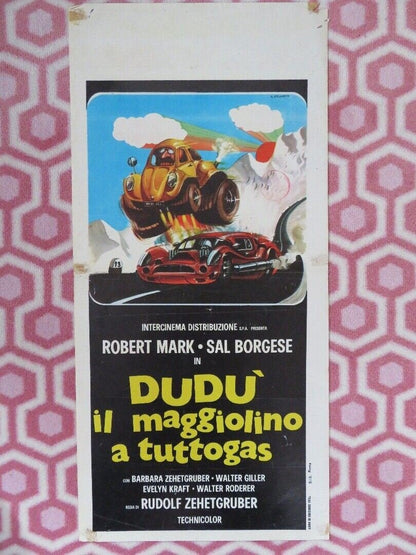 INTERCINEMA DISTRIBUZIONE S.P.A. PRESENTA
ROBERT MARK • SAL BORGESE
IN
DUDU'
il maggiolino
a tuttogas
CON BARBARA ZEHETGRUBER • WALTER GILLER
EVELYN KRAFT • WALTER RODERER
REGIA DI RUDOLF ZEHETGRUBER
TECHNICOLOR